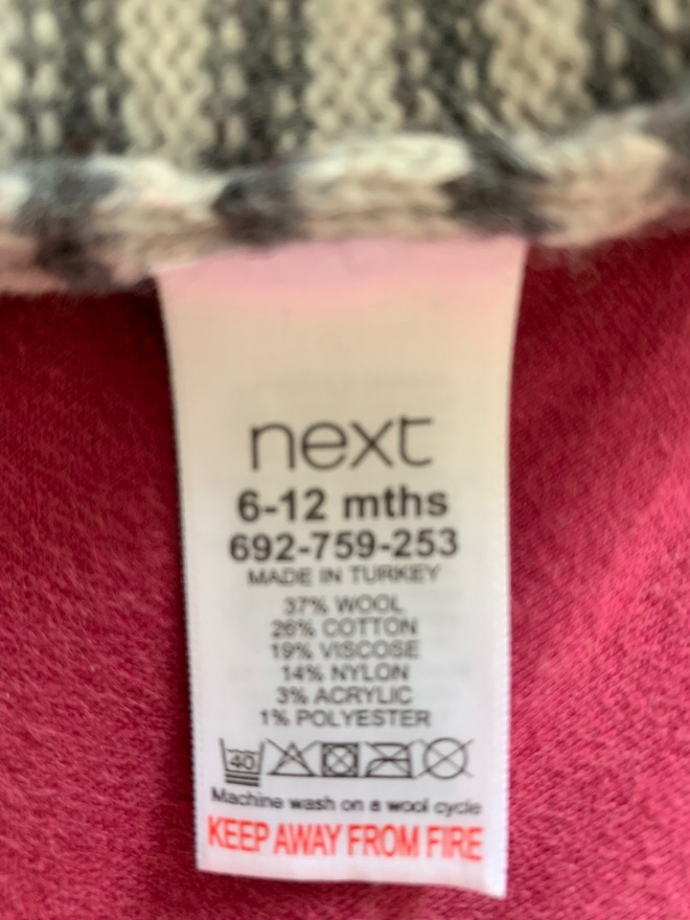 next
6-12 mths
692-759-253
MADE IN TURKEY
37% WOOL
26% COTTON
19% VISCOSE
14% NYLON
3% ACRYLIC
1% POLYESTER
40
Machine wash on a wool cycle
KEEP AWAY FROM FIRE